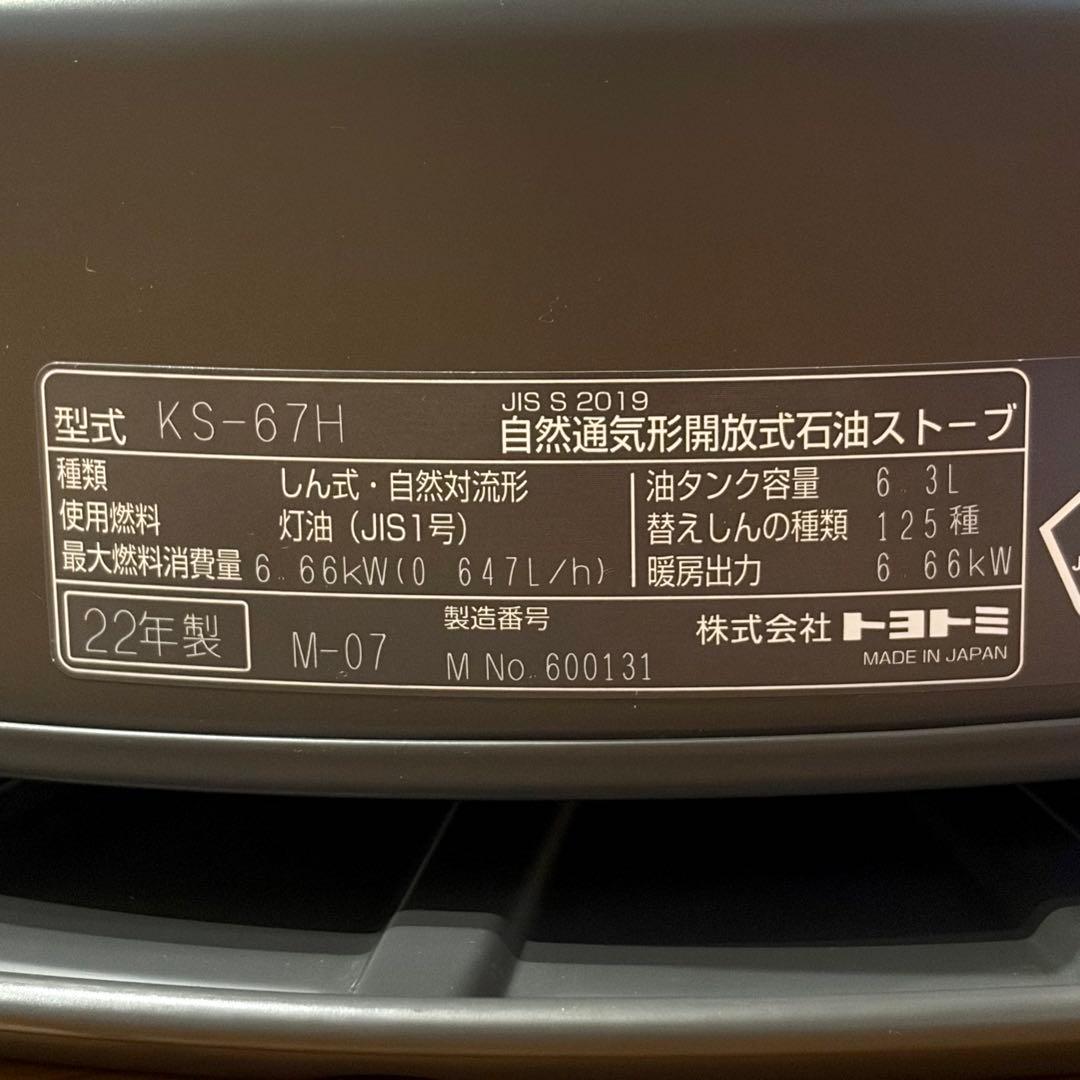 型式 KS-67H
JIS S 2019
自然通気形開放式石油ストーブ
種類 しん式・自然対流形
使用燃料 灯油（JIS1号）
最大燃料消費量 6.66kW(0 647L/h)
油タンク容量 6.3L
替えしんの種類 125種
暖房出力 6.66kW
22年製
M-07
製造番号
M No.600131
株式会社 トヨトミ
MADE IN JAPAN